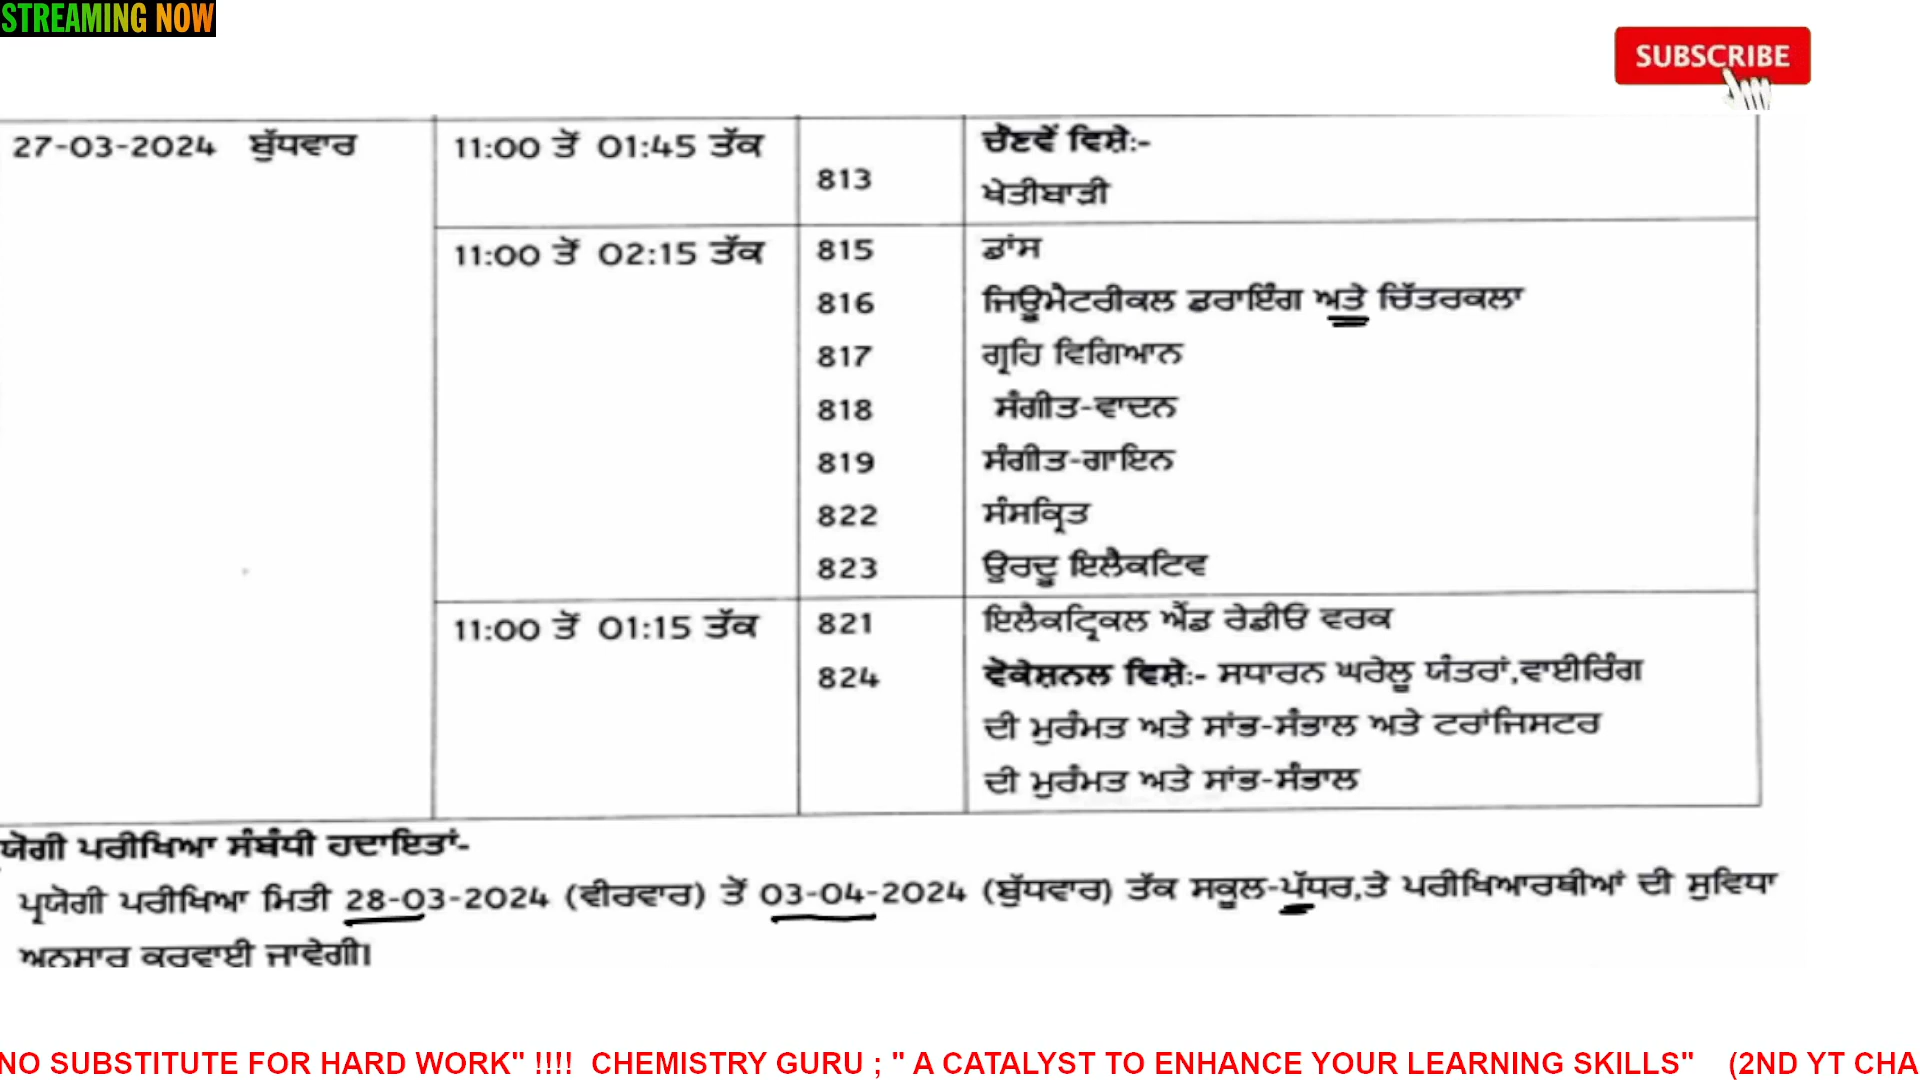 STREAMING NOW
SUBSCRIBE
27-03-2024 ਬੁੱਧਵਾਰ 11:00 ਤੋਂ 01:45 ਤੱਕ ਚੌਣਵੇਂ ਵਿਸ਼ੇ:-
813 ਖੇਤੀਬਾੜੀ
11:00 ਤੋਂ 02:15 ਤੱਕ 815 ਡਾਂਸ
816 ਜਿਊਮੈਟਰੀਕਲ ਡਰਾਇੰਗ ਅਤੇ ਚਿੱਤਰਕਲਾ
817 ਗ੍ਰਹਿ ਵਿਗਿਆਨ
818 ਸੰਗੀਤ-ਵਾਦਨ
819 ਸੰਗੀਤ-ਗਾਇਨ
822 ਸੰਸਕ੍ਰਿਤ
823 ਉਰਦੂ ਇਲੈਕਟਿਵ
11:00 ਤੋਂ 01:15 ਤੱਕ 821 ਇਲੈਕਟ੍ਰਿਕਲ ਐਂਡ ਰੇਡੀਓ ਵਰਕ
824 ਵੋਕੇਸ਼ਨਲ ਵਿਸ਼ੇ:- ਸਧਾਰਨ ਘਰੇਲੂ ਯੰਤਰਾਂ,ਵਾਈਰਿੰਗ
ਦੀ ਮੁਰੰਮਤ ਅਤੇ ਸਾਂਭ-ਸੰਭਾਲ ਅਤੇ ਟਰਾਂਜਿਸਟਰ
ਦੀ ਮੁਰੰਮਤ ਅਤੇ ਸਾਂਭ-ਸੰਭਾਲ
ਯੋਗੀ ਪਰੀਖਿਆ ਸੰਬੰਧੀ ਹਦਾਇਤਾਂ-
ਪ੍ਰਯੋਗੀ ਪਰੀਖਿਆ ਮਿਤੀ 28-03-2024 (ਵੀਰਵਾਰ) ਤੋਂ 03-04-2024 (ਬੁੱਧਵਾਰ) ਤੱਕ ਸਕੂਲ-ਪੱਧਰ,ਤੇ ਪਰੀਖਿਆਰਥੀਆਂ ਦੀ ਸੁਵਿਧਾ
ਅਨੁਸਾਰ ਕਰਵਾਈ ਜਾਵੇਗੀ।
NO SUBSTITUTE FOR HARD WORK" !!!! CHEMISTRY GURU ; " A CATALYST TO ENHANCE YOUR LEARNING SKILLS" (2ND YT CHA